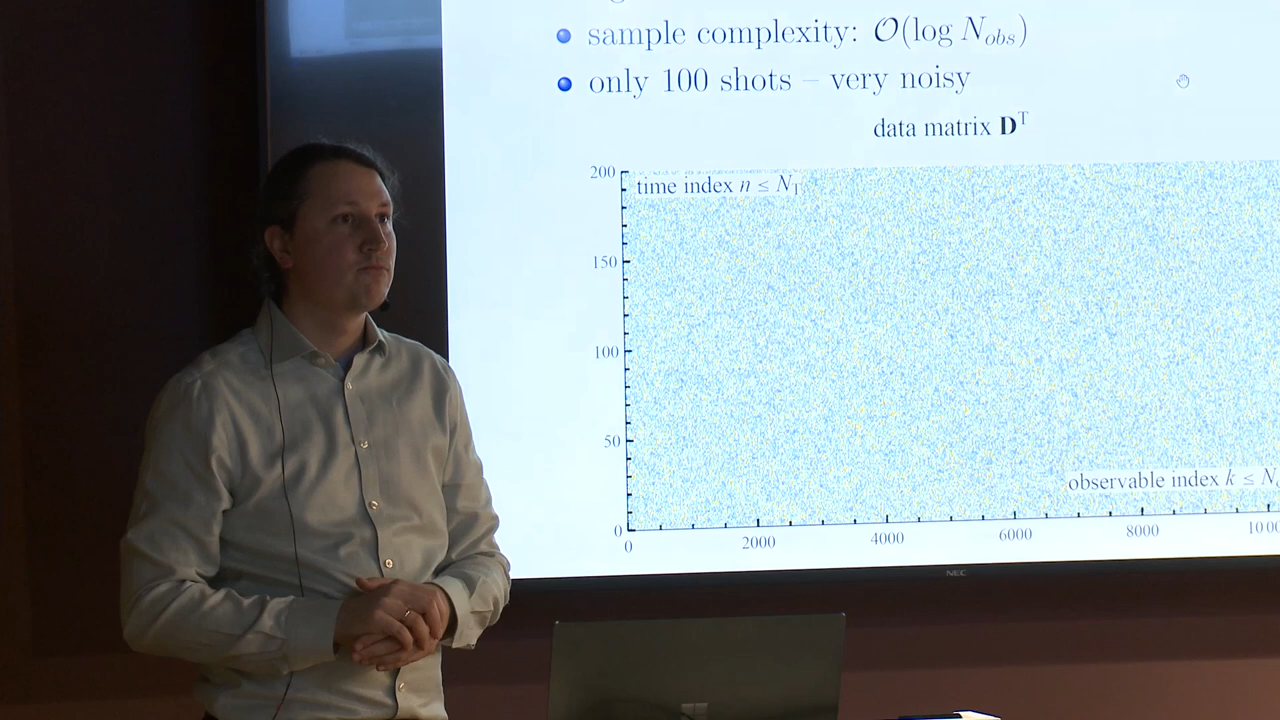 sample complexity: 𝒪(log N_obs)
only 100 shots – very noisy
data matrix D^T
200
time index n ≤ N_T
150
100
50
observable index k ≤ N
0
0 2000 4000 6000 8000
NEC